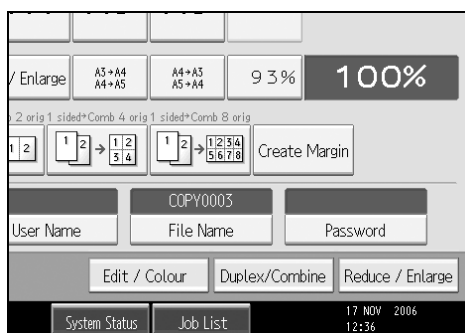 / Enlarge A3→A4 A4→A3 93% 100%
A4→A5 A5→A4
2 orig 1 sided→Comb 4 orig 1 sided→Comb 8 orig
1 2 1 2 → 1 2 3 4 1 2 → 1 2 3 4 5 6 7 8 Create Margin
COPY0003
User Name File Name Password
Edit / Colour Duplex/Combine Reduce / Enlarge
System Status Job List 17 NOV 2006
12:36